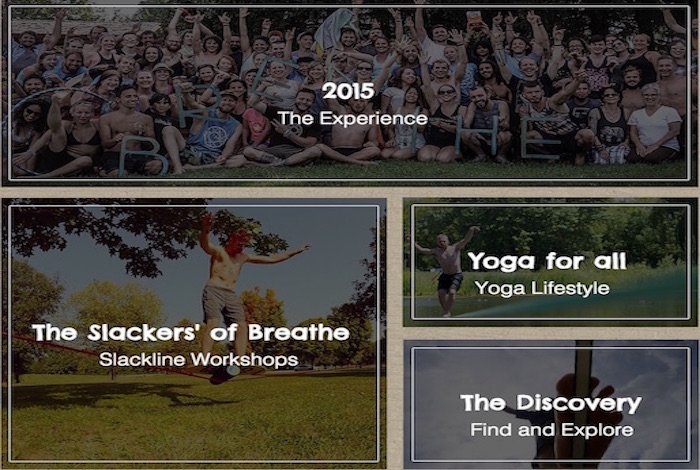 2015
The Experience
BREATHE
The Slackers' of Breathe
Slackline Workshops
Yoga for all
Yoga Lifestyle
The Discovery
Find and Explore